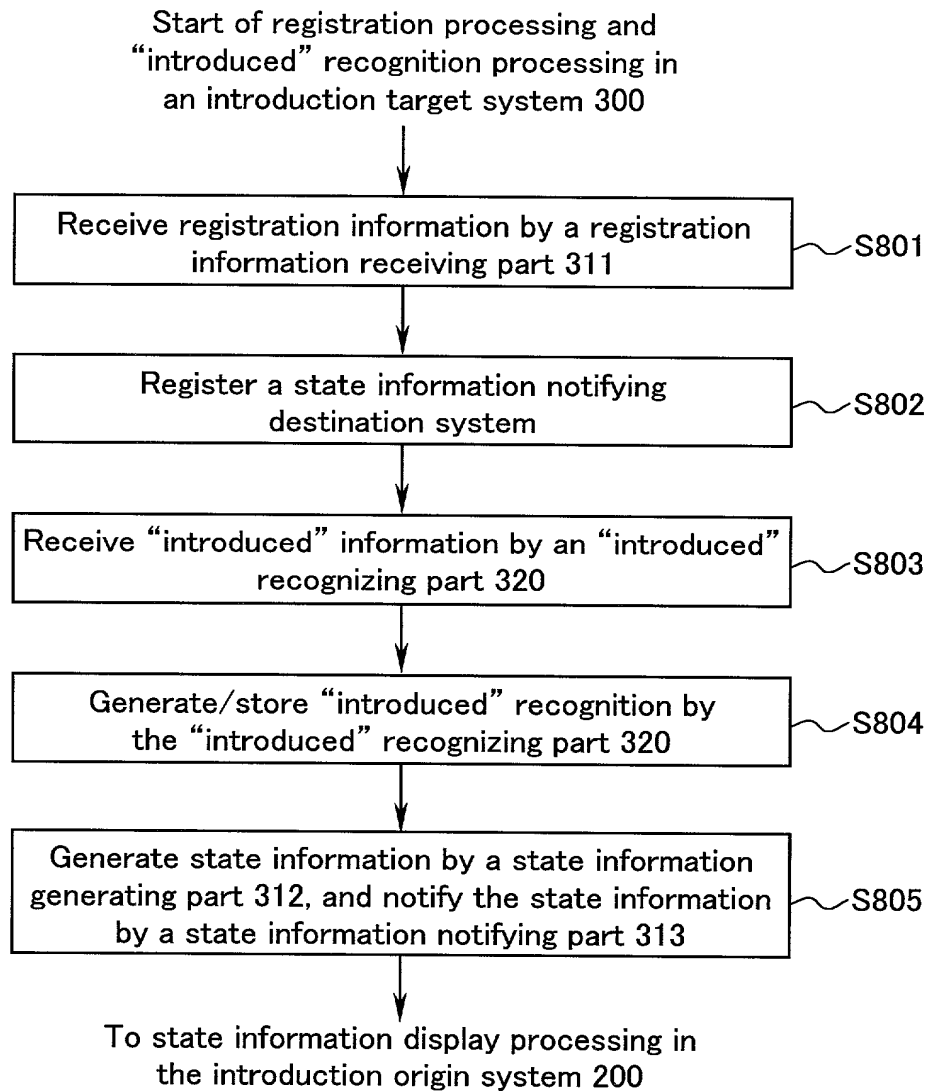 Start of registration processing and
“introduced” recognition processing in
an introduction target system 300
Receive registration information by a registration
information receiving part 311
S801
Register a state information notifying
destination system
S802
Receive “introduced” information by an “introduced”
recognizing part 320
S803
Generate/store “introduced” recognition by
the “introduced” recognizing part 320
S804
Generate state information by a state information
generating part 312, and notify the state information
by a state information notifying part 313
S805
To state information display processing in
the introduction origin system 200